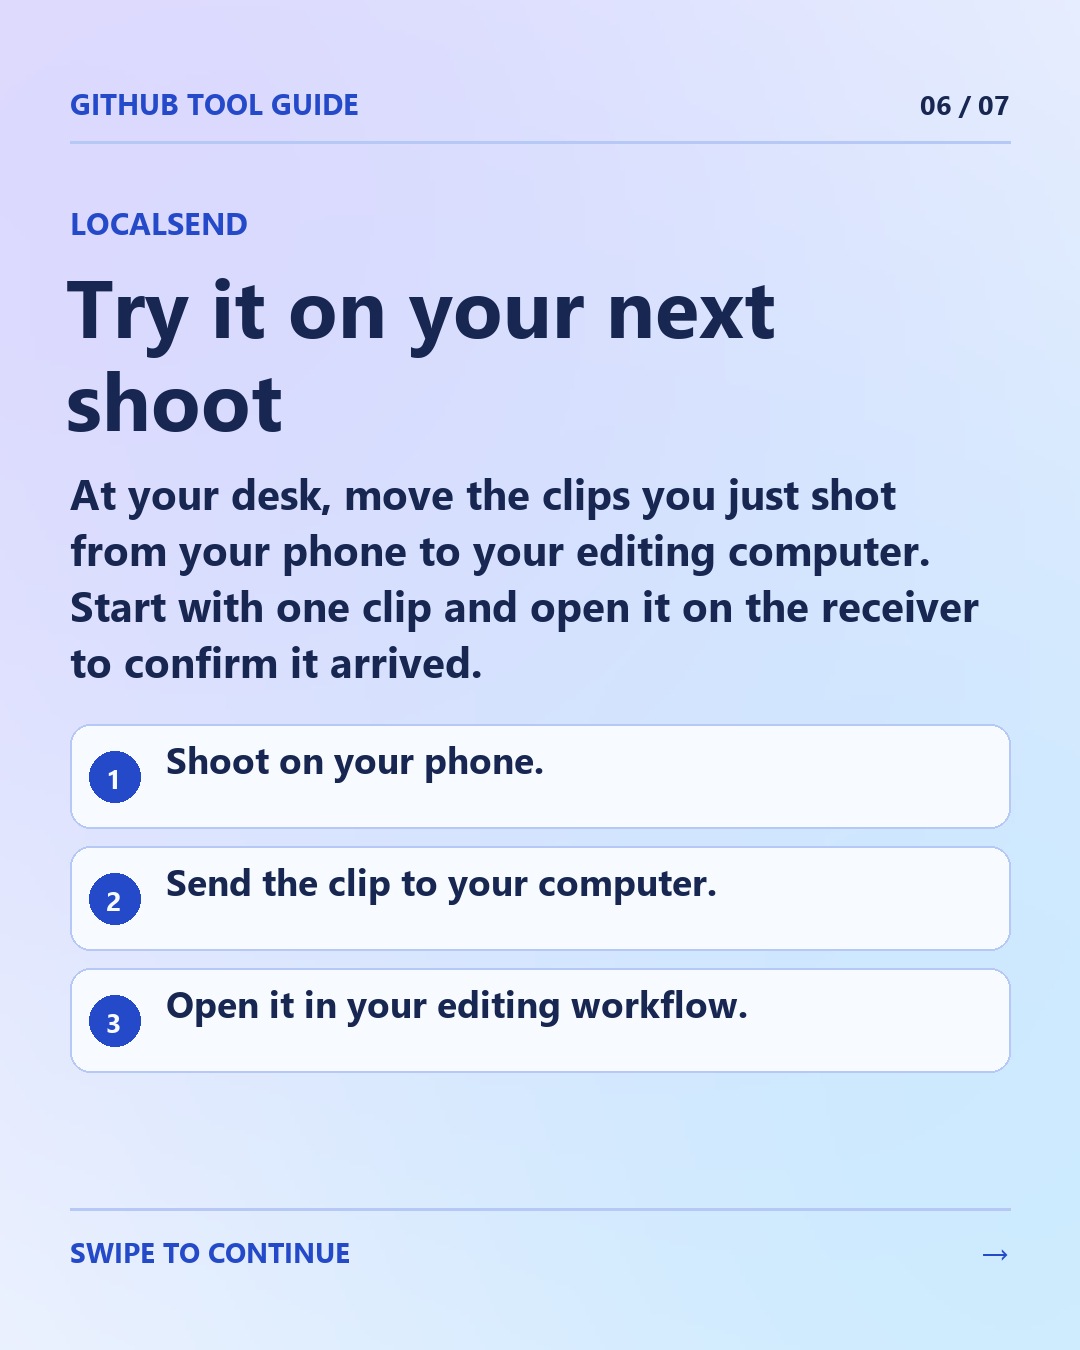 GITHUB TOOL GUIDE
06 / 07
LOCALSEND
Try it on your next
shoot
At your desk, move the clips you just shot
from your phone to your editing computer.
Start with one clip and open it on the receiver
to confirm it arrived.
1 Shoot on your phone.
2 Send the clip to your computer.
3 Open it in your editing workflow.
SWIPE TO CONTINUE →